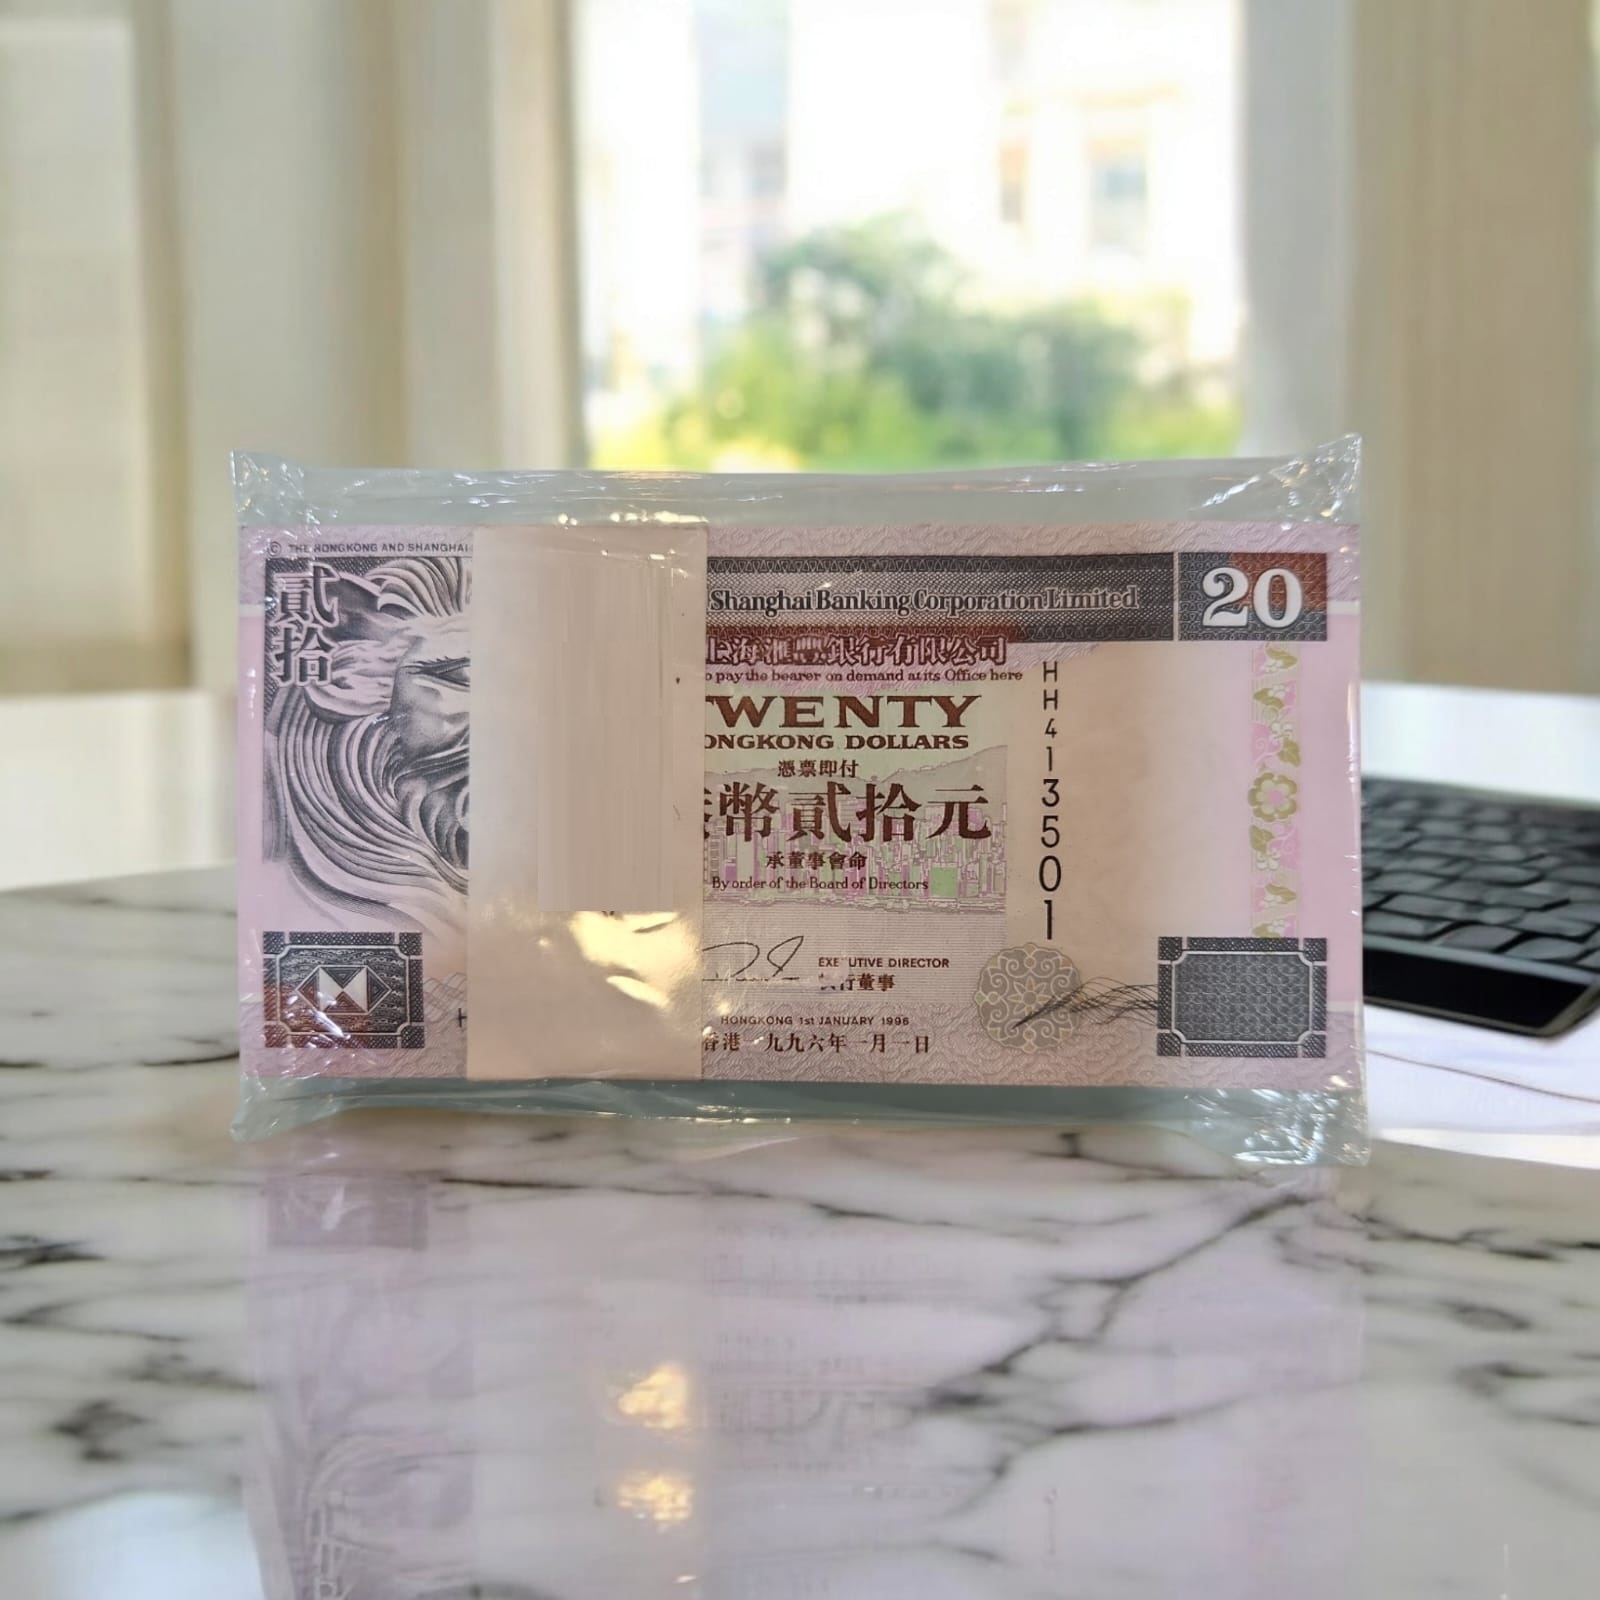 © THE HONGKONG AND SHANGHAI
貳拾
Shanghai Banking Corporation Limited
20
上海滙豐銀行有限公司
pay the bearer on demand at its Office here
TWENTY
HONGKONG DOLLARS
憑票即付
港幣貳拾元
承董事會命
By order of the Board of Directors
HH413501
EXECUTIVE DIRECTOR
執行董事
HONGKONG 1st JANUARY 1996
香港一九九六年一月一日